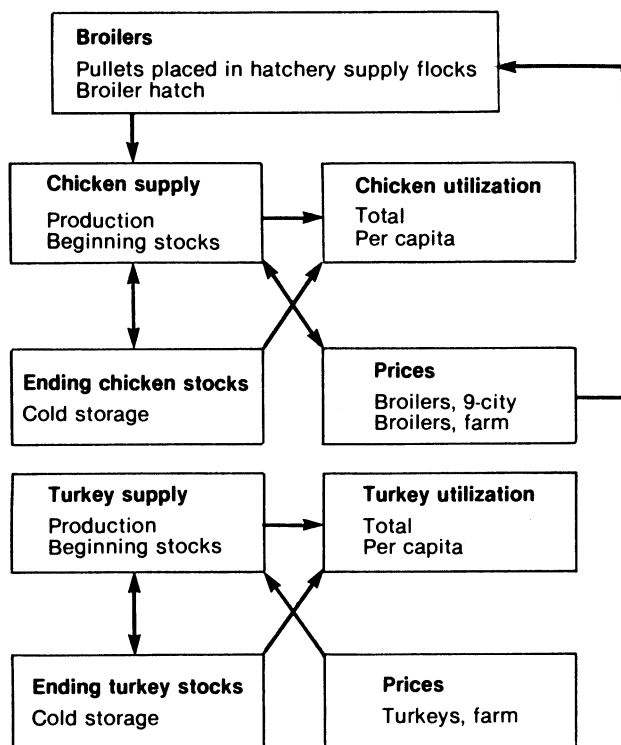 Broilers
Pullets placed in hatchery supply flocks
Broiler hatch
Chicken supply
Production
Beginning stocks
Chicken utilization
Total
Per capita
Ending chicken stocks
Cold storage
Prices
Broilers, 9-city
Broilers, farm
Turkey supply
Production
Beginning stocks
Turkey utilization
Total
Per capita
Ending turkey stocks
Cold storage
Prices
Turkeys, farm